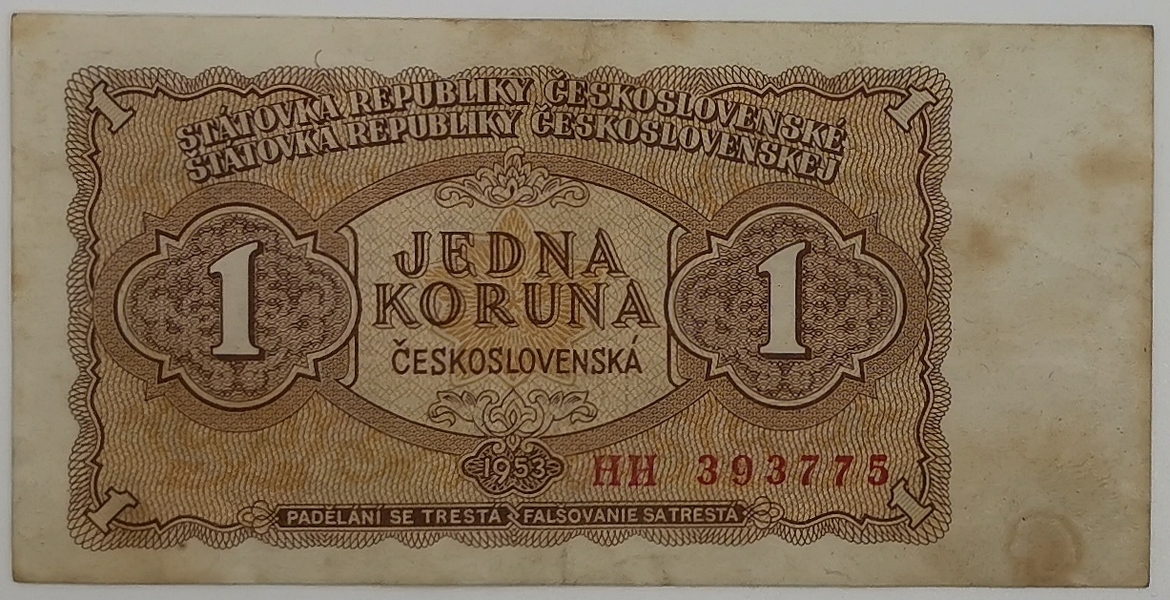 1 1
STÁTOVKA REPUBLIKY ČESKOSLOVENSKÉ
ŠTÁTOVKA REPUBLIKY ČESKOSLOVENSKEJ
1 JEDNA 1
KORUNA
ČESKOSLOVENSKÁ
1953 HH 393775
1 1
PADĚLÁNÍ SE TRESTÁ FALŠOVANIE SA TRESTÁ